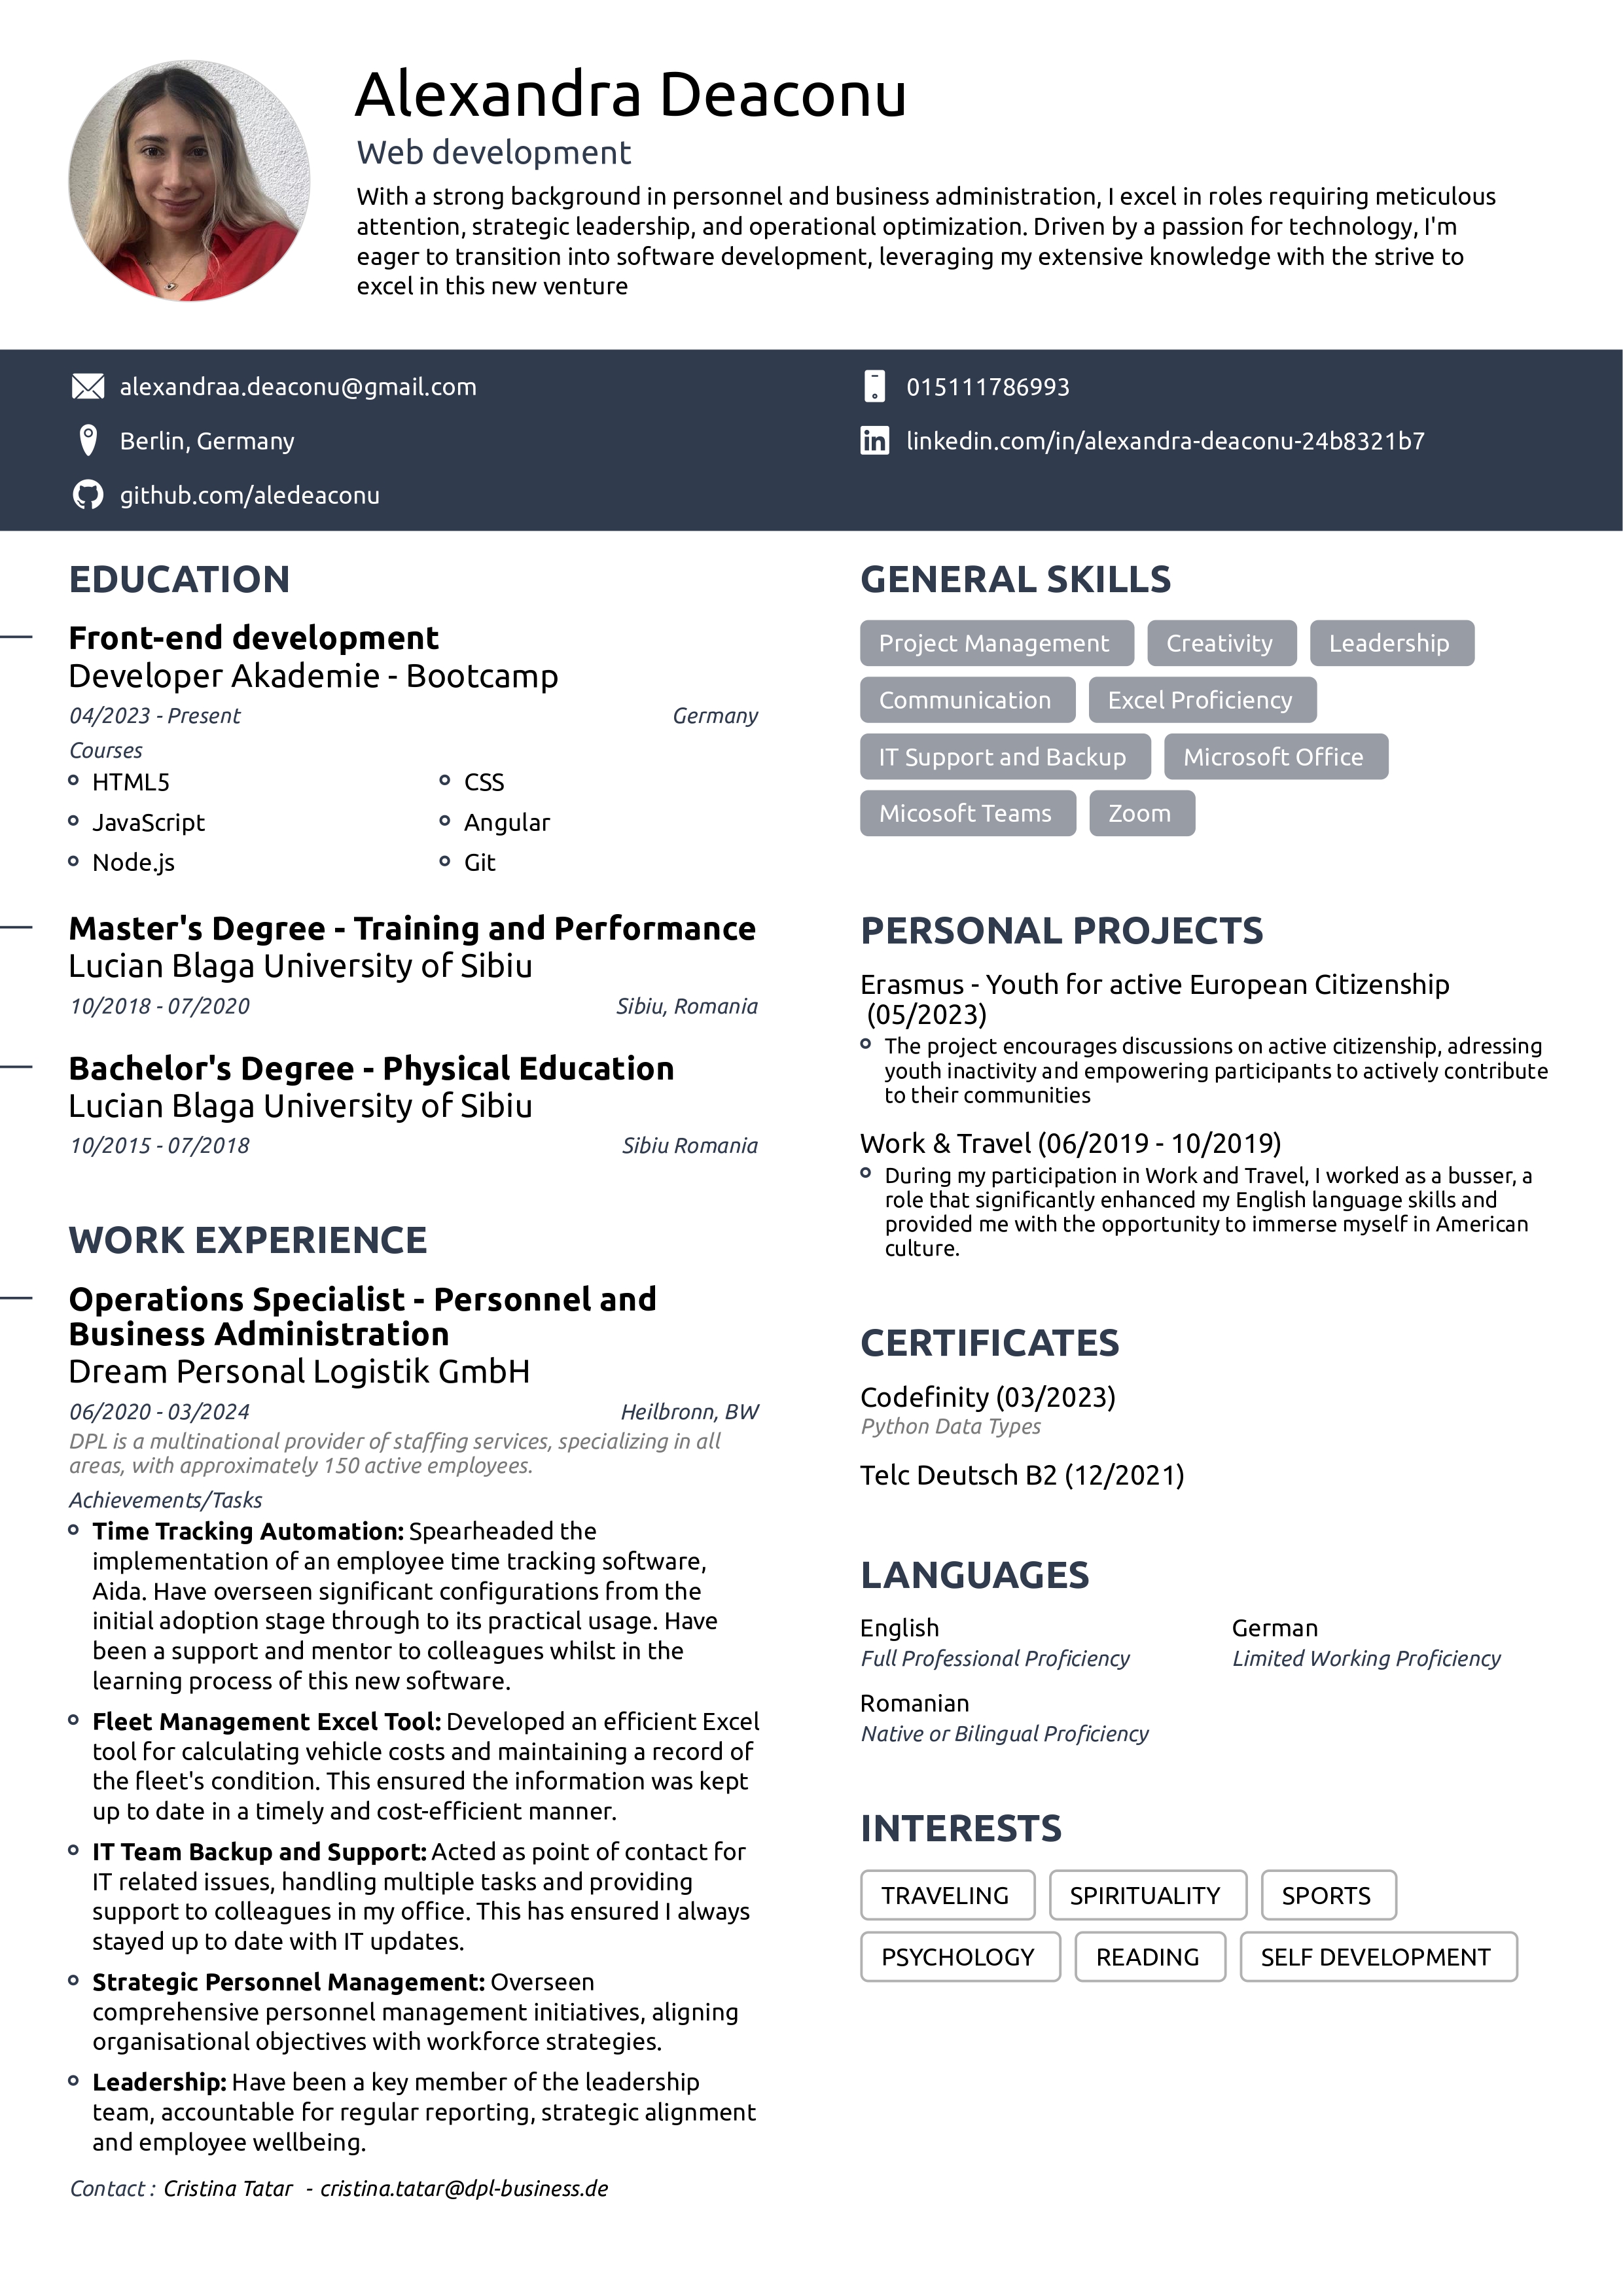 Alexandra Deaconu
Web development
With a strong background in personnel and business administration, I excel in roles requiring meticulous
attention, strategic leadership, and operational optimization. Driven by a passion for technology, I'm
eager to transition into software development, leveraging my extensive knowledge with the strive to
excel in this new venture
alexandraa.deaconu@gmail.com
015111786993
Berlin, Germany
linkedin.com/in/alexandra-deaconu-24b8321b7
github.com/aledeaconu
EDUCATION
Front-end development
Developer Akademie - Bootcamp
04/2023 - Present
Germany
Courses
HTML5
CSS
JavaScript
Angular
Node.js
Git
Master's Degree - Training and Performance
Lucian Blaga University of Sibiu
10/2018 - 07/2020
Sibiu, Romania
Bachelor's Degree - Physical Education
Lucian Blaga University of Sibiu
10/2015 - 07/2018
Sibiu Romania
WORK EXPERIENCE
Operations Specialist - Personnel and
Business Administration
Dream Personal Logistik GmbH
06/2020 - 03/2024
Heilbronn, BW
DPL is a multinational provider of staffing services, specializing in all
areas, with approximately 150 active employees.
Achievements/Tasks
Time Tracking Automation: Spearheaded the
implementation of an employee time tracking software,
Aida. Have overseen significant configurations from the
initial adoption stage through to its practical usage. Have
been a support and mentor to colleagues whilst in the
learning process of this new software.
Fleet Management Excel Tool: Developed an efficient Excel
tool for calculating vehicle costs and maintaining a record of
the fleet's condition. This ensured the information was kept
up to date in a timely and cost-efficient manner.
IT Team Backup and Support: Acted as point of contact for
IT related issues, handling multiple tasks and providing
support to colleagues in my office. This has ensured I always
stayed up to date with IT updates.
Strategic Personnel Management: Overseen
comprehensive personnel management initiatives, aligning
organisational objectives with workforce strategies.
Leadership: Have been a key member of the leadership
team, accountable for regular reporting, strategic alignment
and employee wellbeing.
Contact : Cristina Tatar - cristina.tatar@dpl-business.de
GENERAL SKILLS
Project Management
Creativity
Leadership
Communication
Excel Proficiency
IT Support and Backup
Microsoft Office
Micosoft Teams
Zoom
PERSONAL PROJECTS
Erasmus - Youth for active European Citizenship
(05/2023)
The project encourages discussions on active citizenship, adressing
youth inactivity and empowering participants to actively contribute
to their communities
Work & Travel (06/2019 - 10/2019)
During my participation in Work and Travel, I worked as a busser, a
role that significantly enhanced my English language skills and
provided me with the opportunity to immerse myself in American
culture.
CERTIFICATES
Codefinity (03/2023)
Python Data Types
Telc Deutsch B2 (12/2021)
LANGUAGES
English
Full Professional Proficiency
German
Limited Working Proficiency
Romanian
Native or Bilingual Proficiency
INTERESTS
TRAVELING
SPIRITUALITY
SPORTS
PSYCHOLOGY
READING
SELF DEVELOPMENT